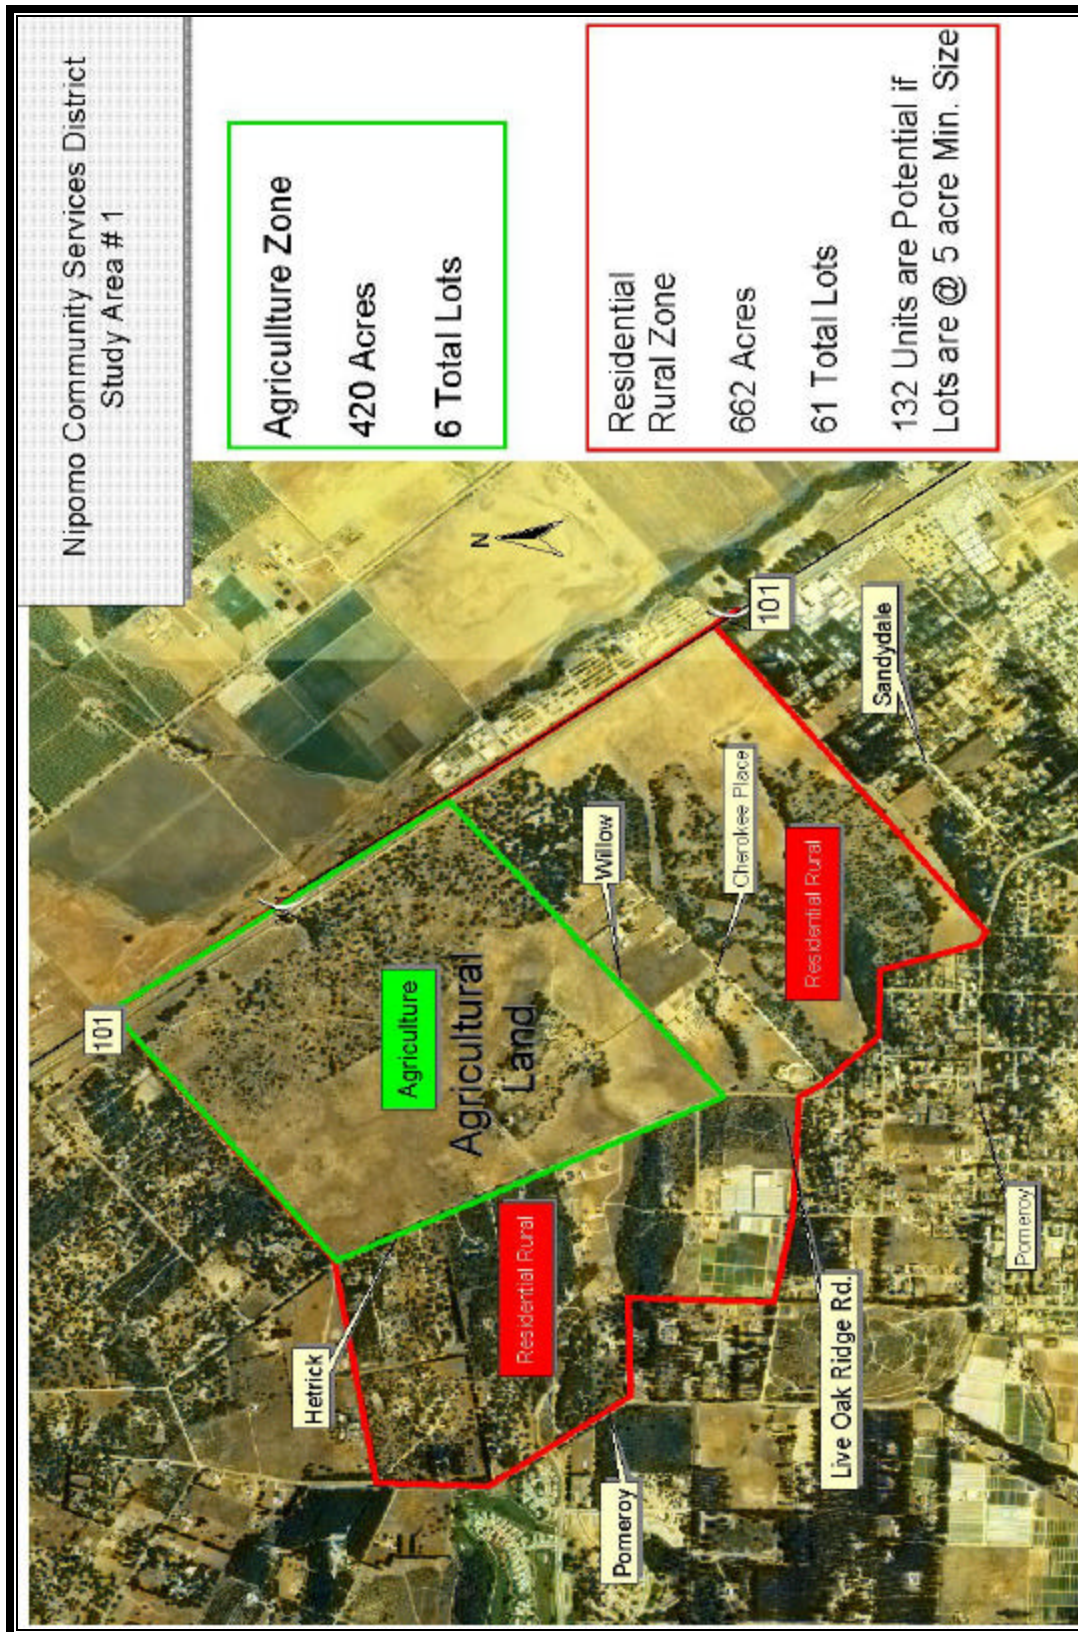 Nipomo Community Services District
Study Area # 1
Agricullture Zone
420 Acres
6 Total Lots
Residential
Rural Zone
662 Acres
61 Total Lots
132 Units are Potential if
Lots are @ 5 acre Min. Size
101
N
Agriculture
Agricultural
Land
Hetrick
Residential Rural
Willow
Cherokee Place
101
Sandydale
Residential Rural
Pomeroy
Live Oak Ridge Rd.
Pomeroy